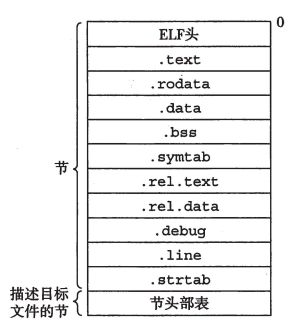 0
ELF头
.text
.rodata
.data
.bss
.symtab
节
.rel.text
.rel.data
.debug
.line
.strtab
描述目标
文件的节
节头部表